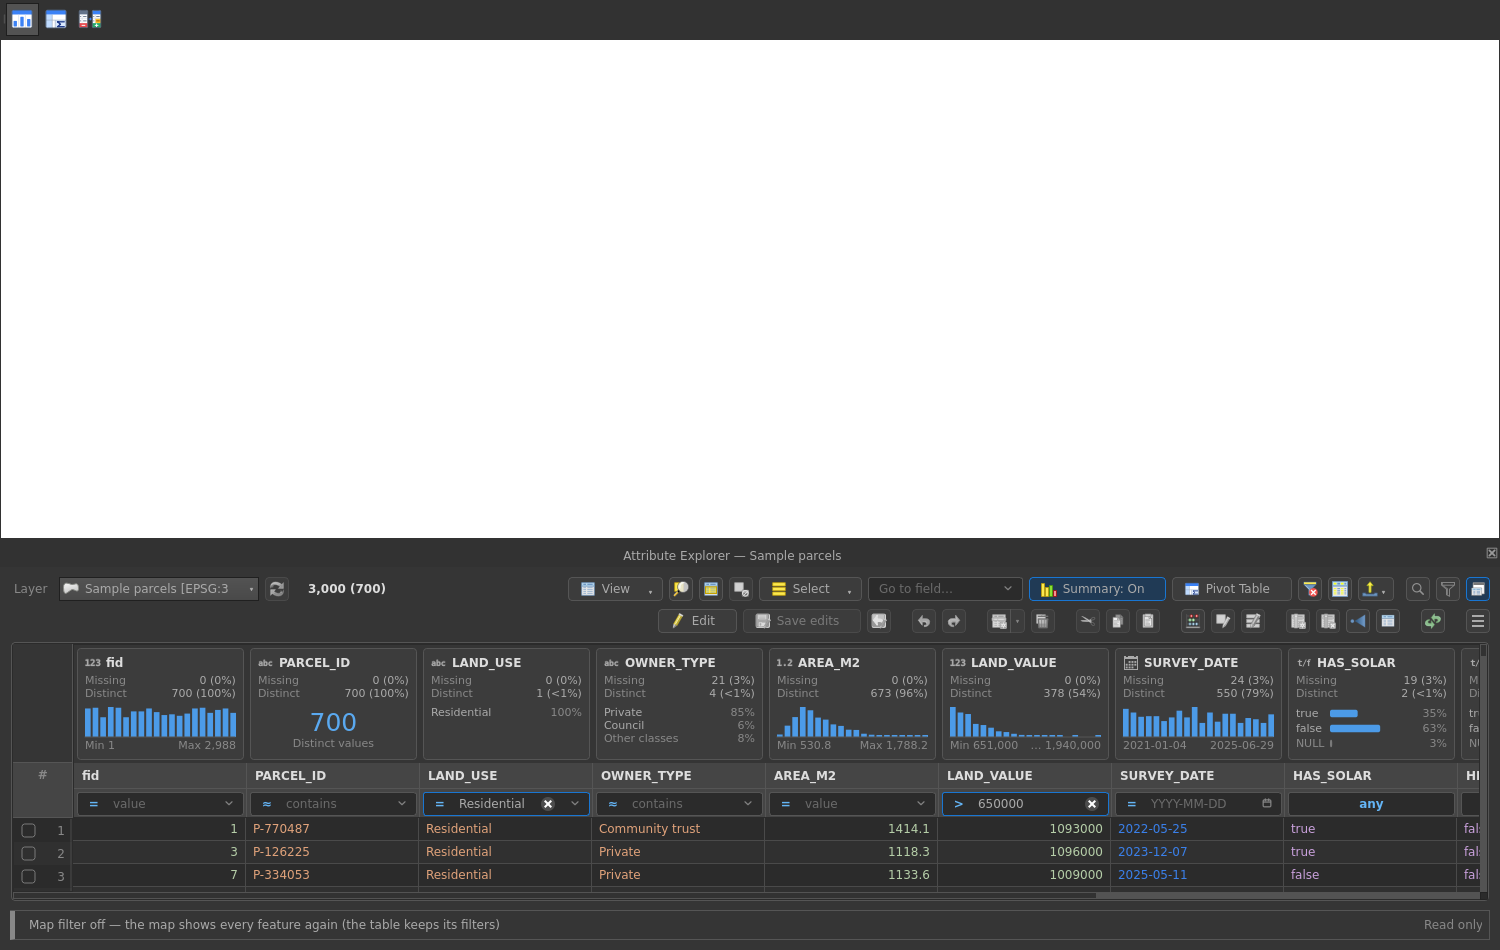 Attribute Explorer — Sample parcels
Layer Sample parcels [EPSG:3 3,000 (700) View Select Go to field... Summary: On Pivot Table
Edit Save edits
123 fid abc PARCEL_ID abc LAND_USE abc OWNER_TYPE 1.2 AREA_M2 123 LAND_VALUE SURVEY_DATE t/f HAS_SOLAR t/
Missing 0 (0%) Missing 0 (0%) Missing 0 (0%) Missing 21 (3%) Missing 0 (0%) Missing 0 (0%) Missing 24 (3%) Missing 19 (3%) M
Distinct 700 (100%) Distinct 700 (100%) Distinct 1 (<1%) Distinct 4 (<1%) Distinct 673 (96%) Distinct 378 (54%) Distinct 550 (79%) Distinct 2 (<1%) Di
700 Residential 100% Private 85% true 35% tru
Council 6% false 63% fa
Distinct values Other classes 8% NULL 3% NU
Min 1 Max 2,988 Min 530.8 Max 1,788.2 Min 651,000 ... 1,940,000 2021-01-04 2025-06-29
# fid PARCEL_ID LAND_USE OWNER_TYPE AREA_M2 LAND_VALUE SURVEY_DATE HAS_SOLAR HI
= value ≈ contains = Residential ≈ contains = value > 650000 = YYYY-MM-DD any
1 1 P-770487 Residential Community trust 1414.1 1093000 2022-05-25 true fal
2 3 P-126225 Residential Private 1118.3 1096000 2023-12-07 true fal
3 7 P-334053 Residential Private 1133.6 1009000 2025-05-11 false fal
Map filter off — the map shows every feature again (the table keeps its filters) Read only